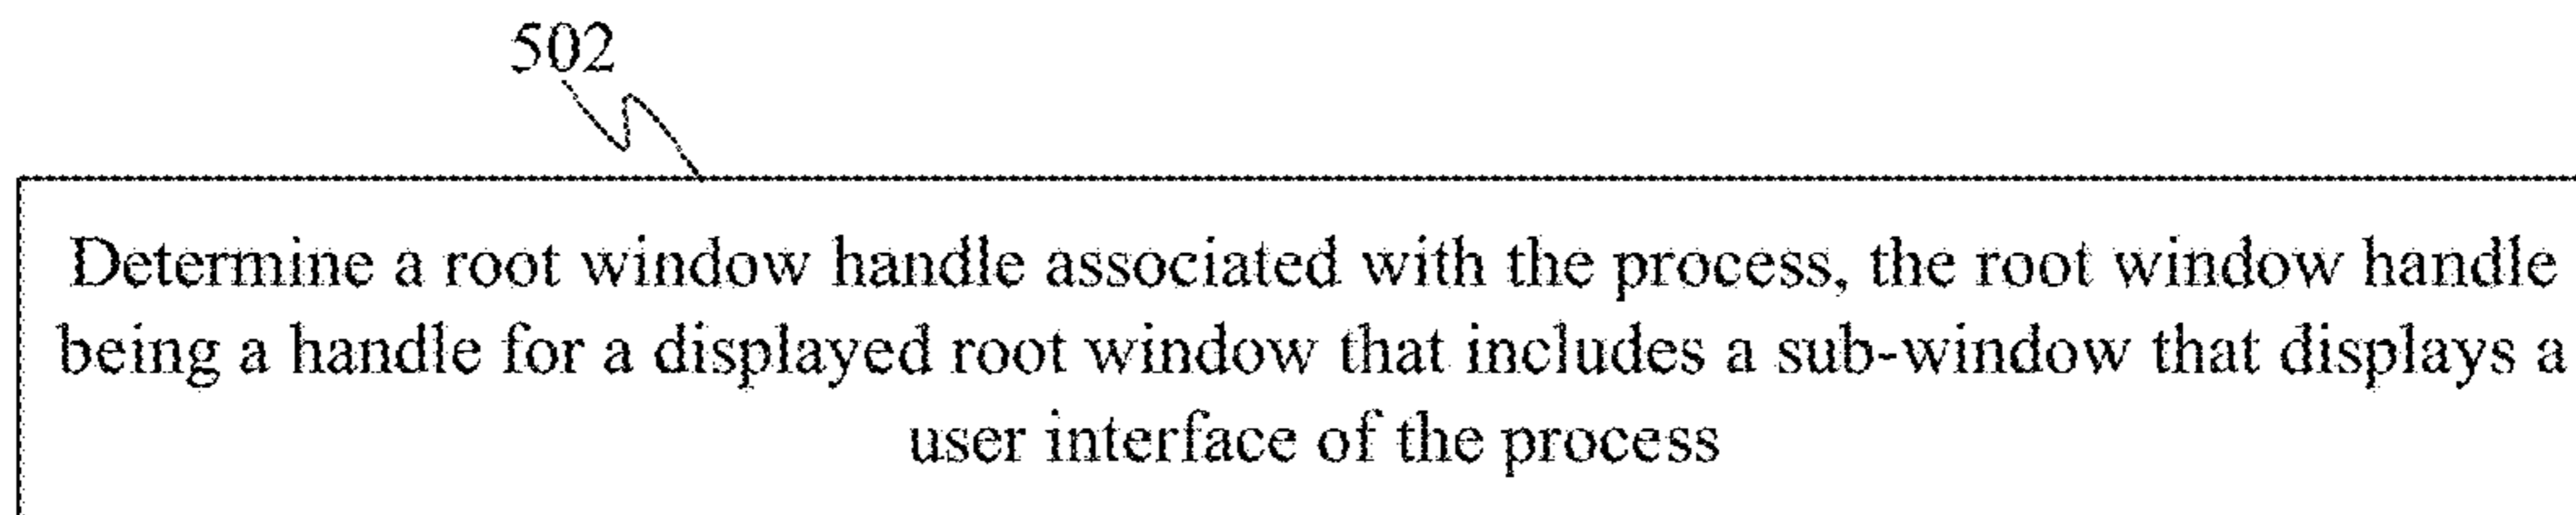 502
Determine a root window handle associated with the process, the root window handle
being a handle for a displayed root window that includes a sub-window that displays a
user interface of the process